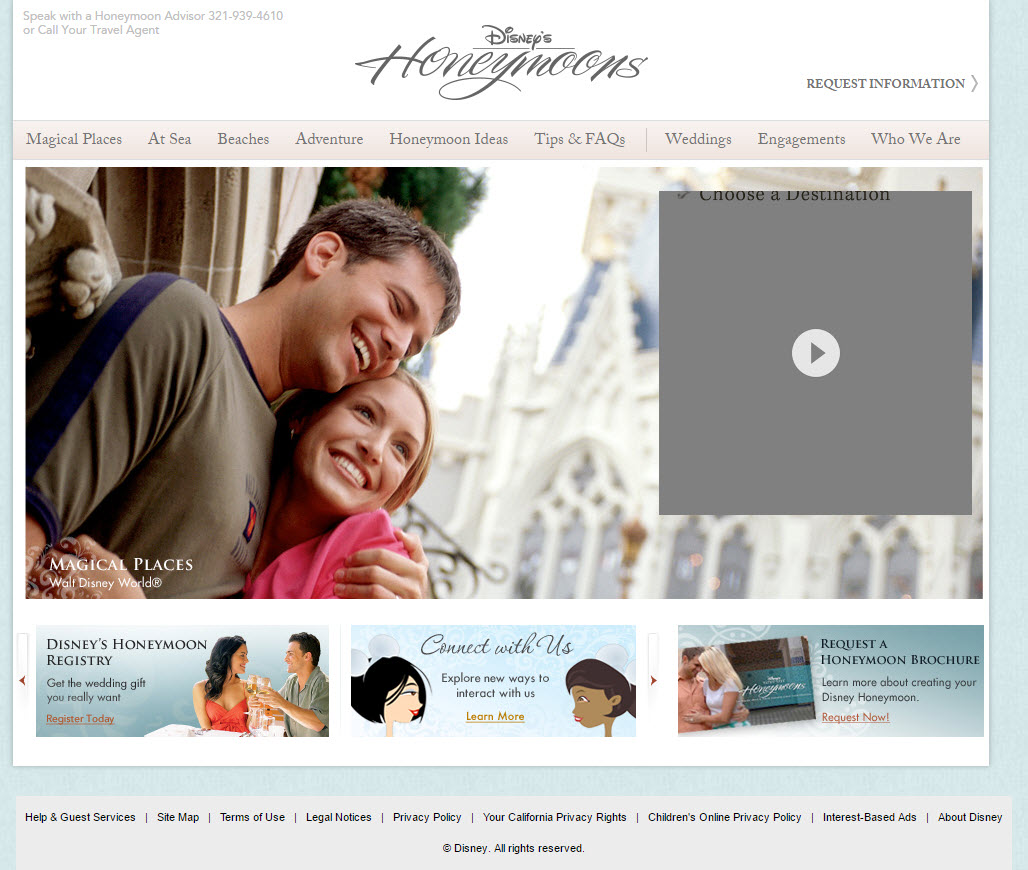 Speak with a Honeymoon Advisor 321-939-4610
or Call Your Travel Agent
Disney's
Honeymoons
REQUEST INFORMATION
Magical Places At Sea Beaches Adventure Honeymoon Ideas Tips & FAQs Weddings Engagements Who We Are
Choose a Destination
MAGICAL PLACES
Walt Disney World®
DISNEY'S HONEYMOON
REGISTRY
Get the wedding gift
you really want
Register Today
Connect with Us
Explore new ways to
interact with us
Learn More
Disney's
Honeymoons
REQUEST A
HONEYMOON BROCHURE
Learn more about creating your
Disney Honeymoon.
Request Now!
Help & Guest Services | Site Map | Terms of Use | Legal Notices | Privacy Policy | Your California Privacy Rights | Children's Online Privacy Policy | Interest-Based Ads | About Disney
© Disney. All rights reserved.